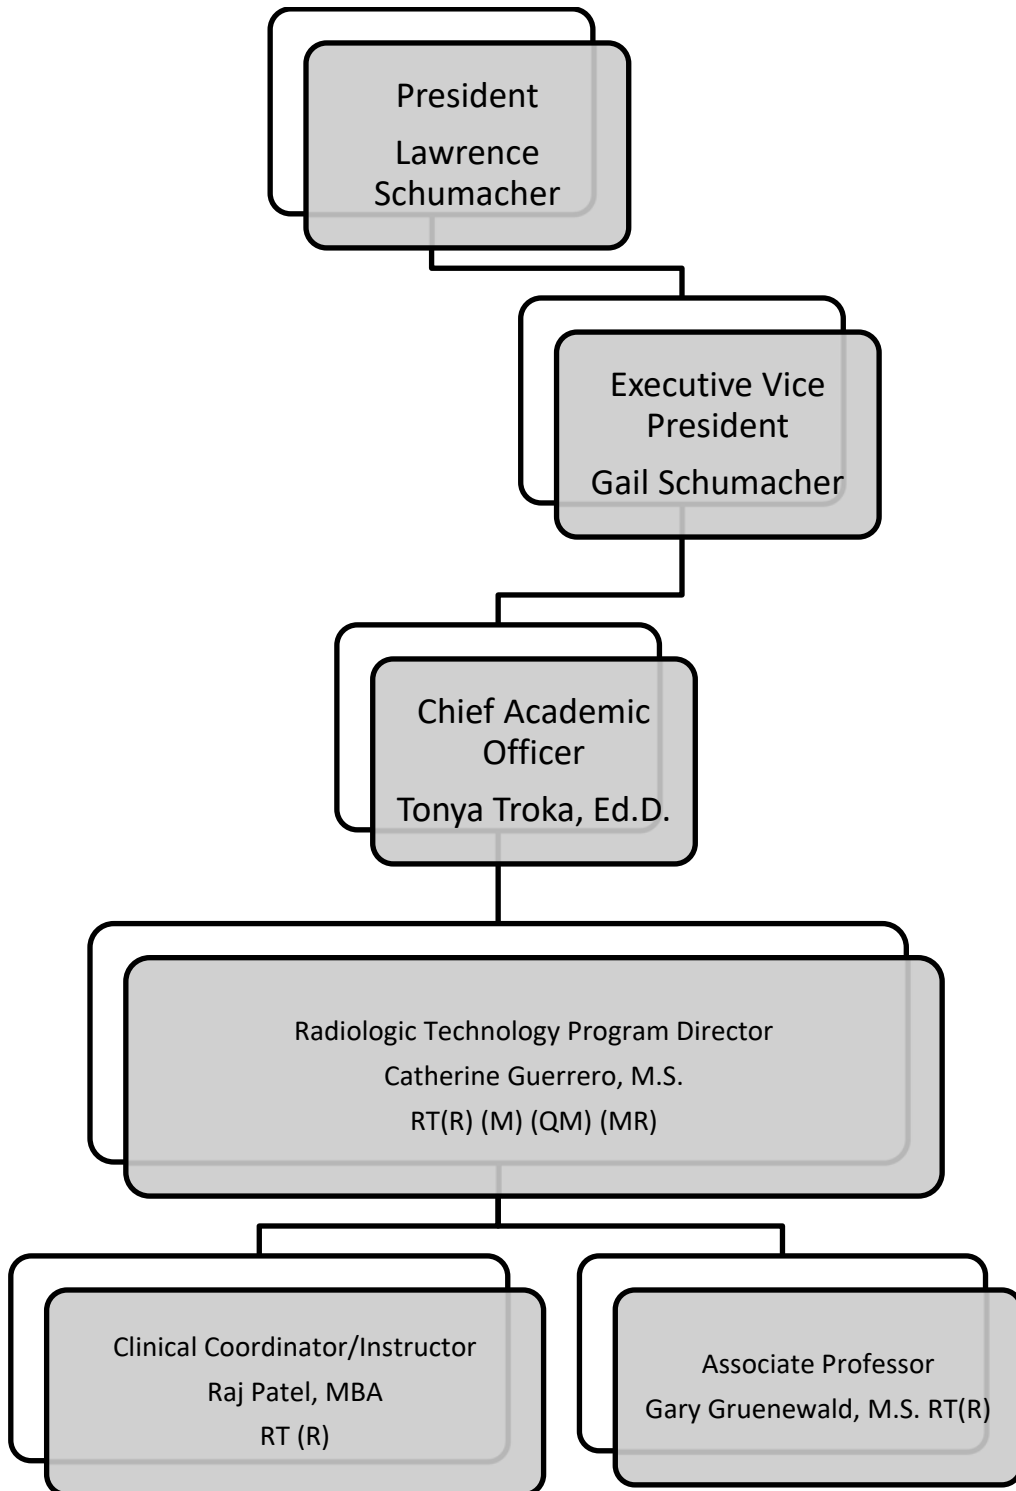 President
Lawrence
Schumacher
Executive Vice
President
Gail Schumacher
Chief Academic
Officer
Tonya Troka, Ed.D.
Radiologic Technology Program Director
Catherine Guerrero, M.S.
RT(R) (M) (QM) (MR)
Clinical Coordinator/Instructor
Raj Patel, MBA
RT (R)
Associate Professor
Gary Gruenewald, M.S. RT(R)